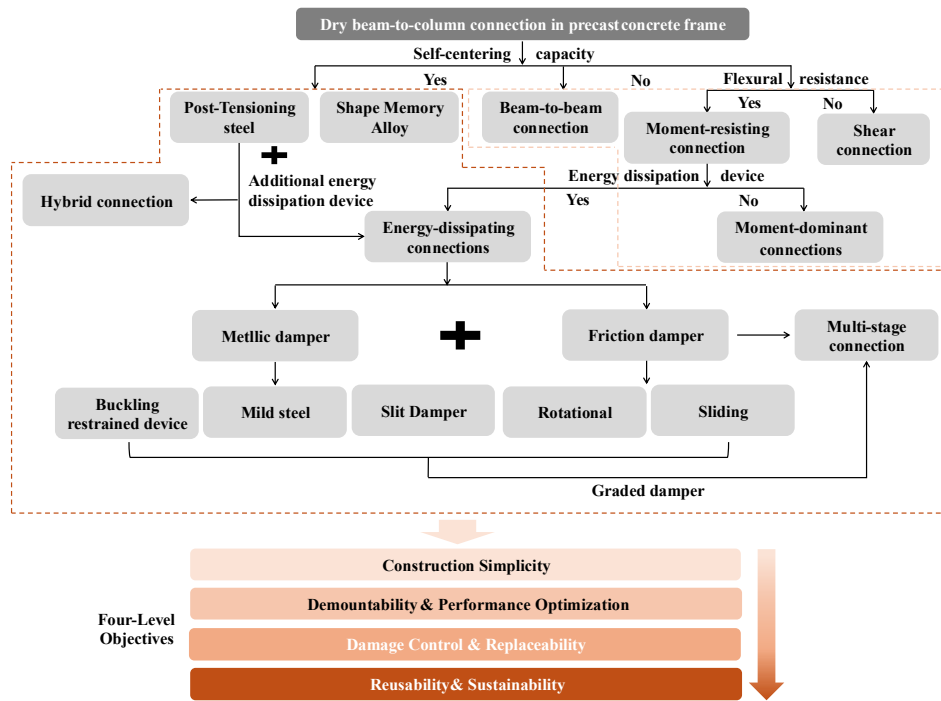 Dry beam-to-column connection in precast concrete frame
Self-centering capacity
Yes
No
Flexural resistance
Yes
No
Post-Tensioning
steel
Shape Memory
Alloy
Beam-to-beam
connection
Moment-resisting
connection
Shear
connection
Additional energy
dissipation device
Energy dissipation device
Yes
No
Hybrid connection
Energy-dissipating
connections
Moment-dominant
connections
Metllic damper
Friction damper
Multi-stage
connection
Buckling
restrained device
Mild steel
Slit Damper
Rotational
Sliding
Graded damper
Four-Level
Objectives
Construction Simplicity
Demountability & Performance Optimization
Damage Control & Replaceability
Reusability & Sustainability